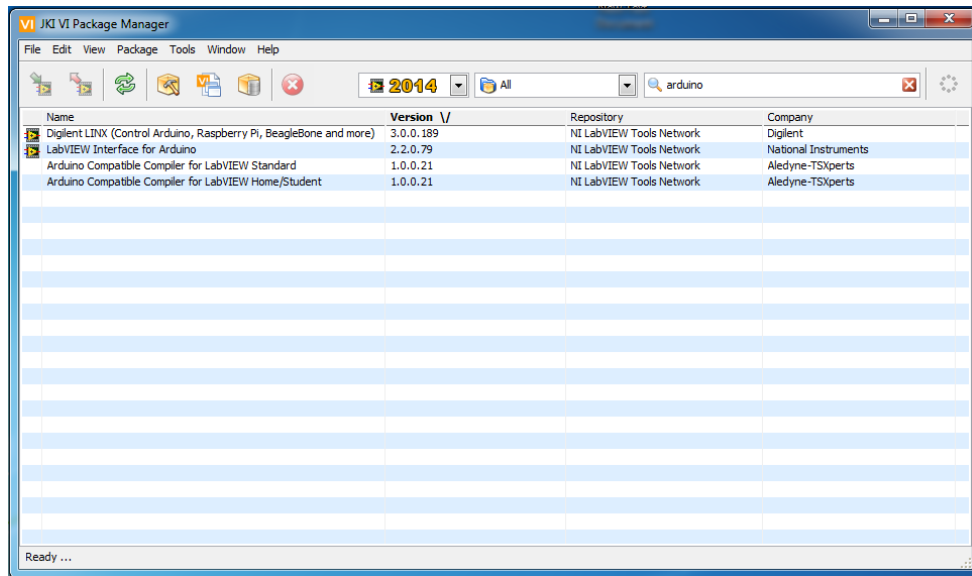 VI JKI VI Package Manager
File Edit View Package Tools Window Help
2014 All arduino
Name Version \/ Repository Company
Digilent LINX (Control Arduino, Raspberry Pi, BeagleBone and more) 3.0.0.189 NI LabVIEW Tools Network Digilent
LabVIEW Interface for Arduino 2.2.0.79 NI LabVIEW Tools Network National Instruments
Arduino Compatible Compiler for LabVIEW Standard 1.0.0.21 NI LabVIEW Tools Network Aledyne-TSXperts
Arduino Compatible Compiler for LabVIEW Home/Student 1.0.0.21 NI LabVIEW Tools Network Aledyne-TSXperts
Ready ...